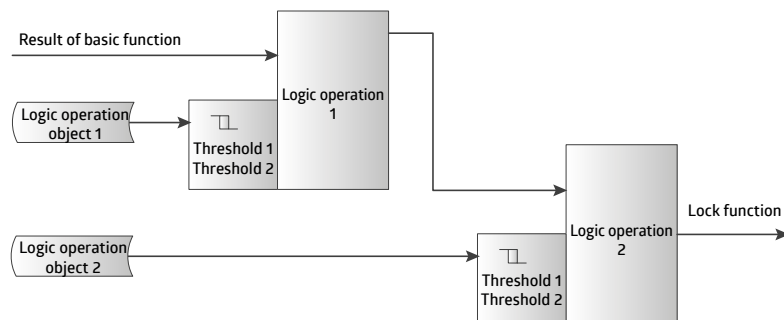 Result of basic function
Logic operation
1
Logic operation
object 1
Threshold 1
Threshold 2
Logic operation
2
Lock function
Logic operation
object 2
Threshold 1
Threshold 2